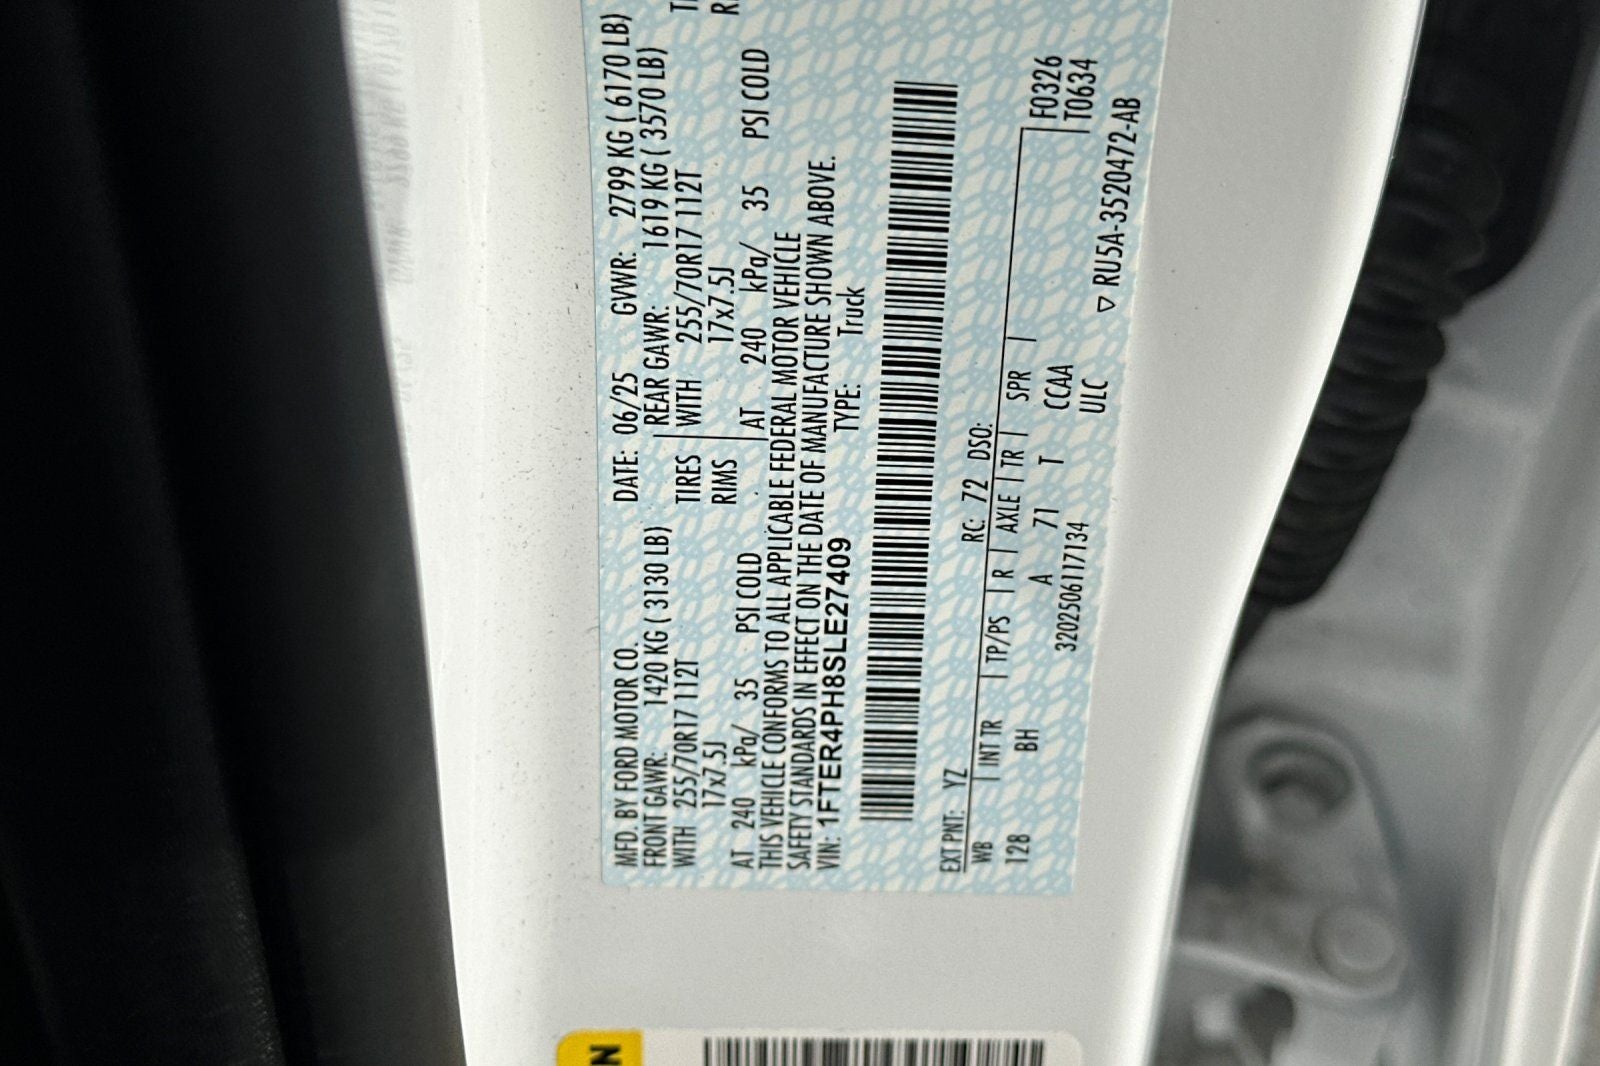 MFD. BY FORD MOTOR CO.
DATE: 06/25 GVWR: 2799 KG ( 6170 LB)
FRONT GAWR: 1420 KG ( 3130 LB)
REAR GAWR: 1619 KG ( 3570 LB)
WITH 255/70R17 112T
TIRES WITH 255/70R17 112T
17x7.5J
RIMS 17x7.5J
AT 240 kPa/ 35 PSI COLD
AT 240 kPa/ 35 PSI COLD
THIS VEHICLE CONFORMS TO ALL APPLICABLE FEDERAL MOTOR VEHICLE
SAFETY STANDARDS IN EFFECT ON THE DATE OF MANUFACTURE SHOWN ABOVE.
VIN: 1FTER4PH8SLE27409
TYPE: Truck
EXT PNT: YZ RC: 72 DSO:
F0326
WB | INT TR | TP/PS | R | AXLE | TR | SPR |
T0634
128 BH A 71 T CCAA
3202506117134 ULC
▽ RU5A-3520472-AB